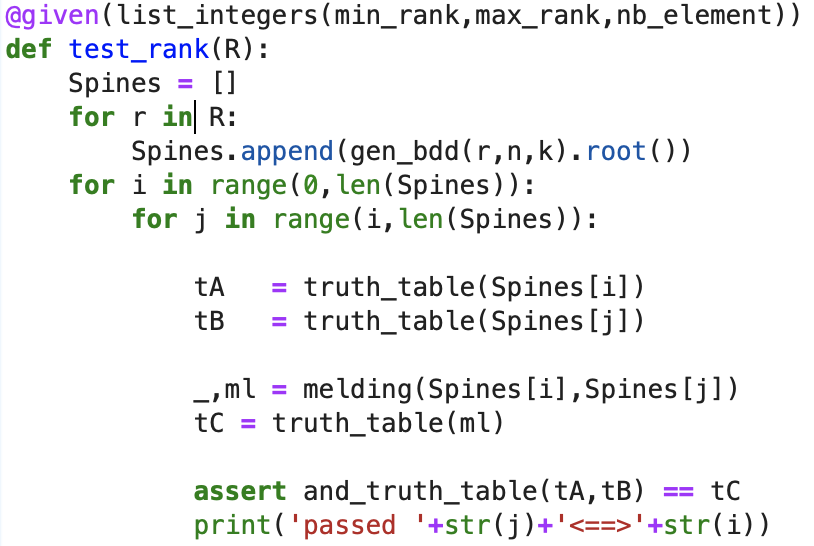 @given(list_integers(min_rank,max_rank,nb_element))
def test_rank(R):
    Spines = []
    for r in R:
        Spines.append(gen_bdd(r,n,k).root())
    for i in range(0,len(Spines)):
        for j in range(i,len(Spines)):
            tA   = truth_table(Spines[i])
            tB   = truth_table(Spines[j])
            _,ml = melding(Spines[i],Spines[j])
            tC = truth_table(ml)
            assert and_truth_table(tA,tB) == tC
            print('passed '+str(j)+'<==>'+str(i))